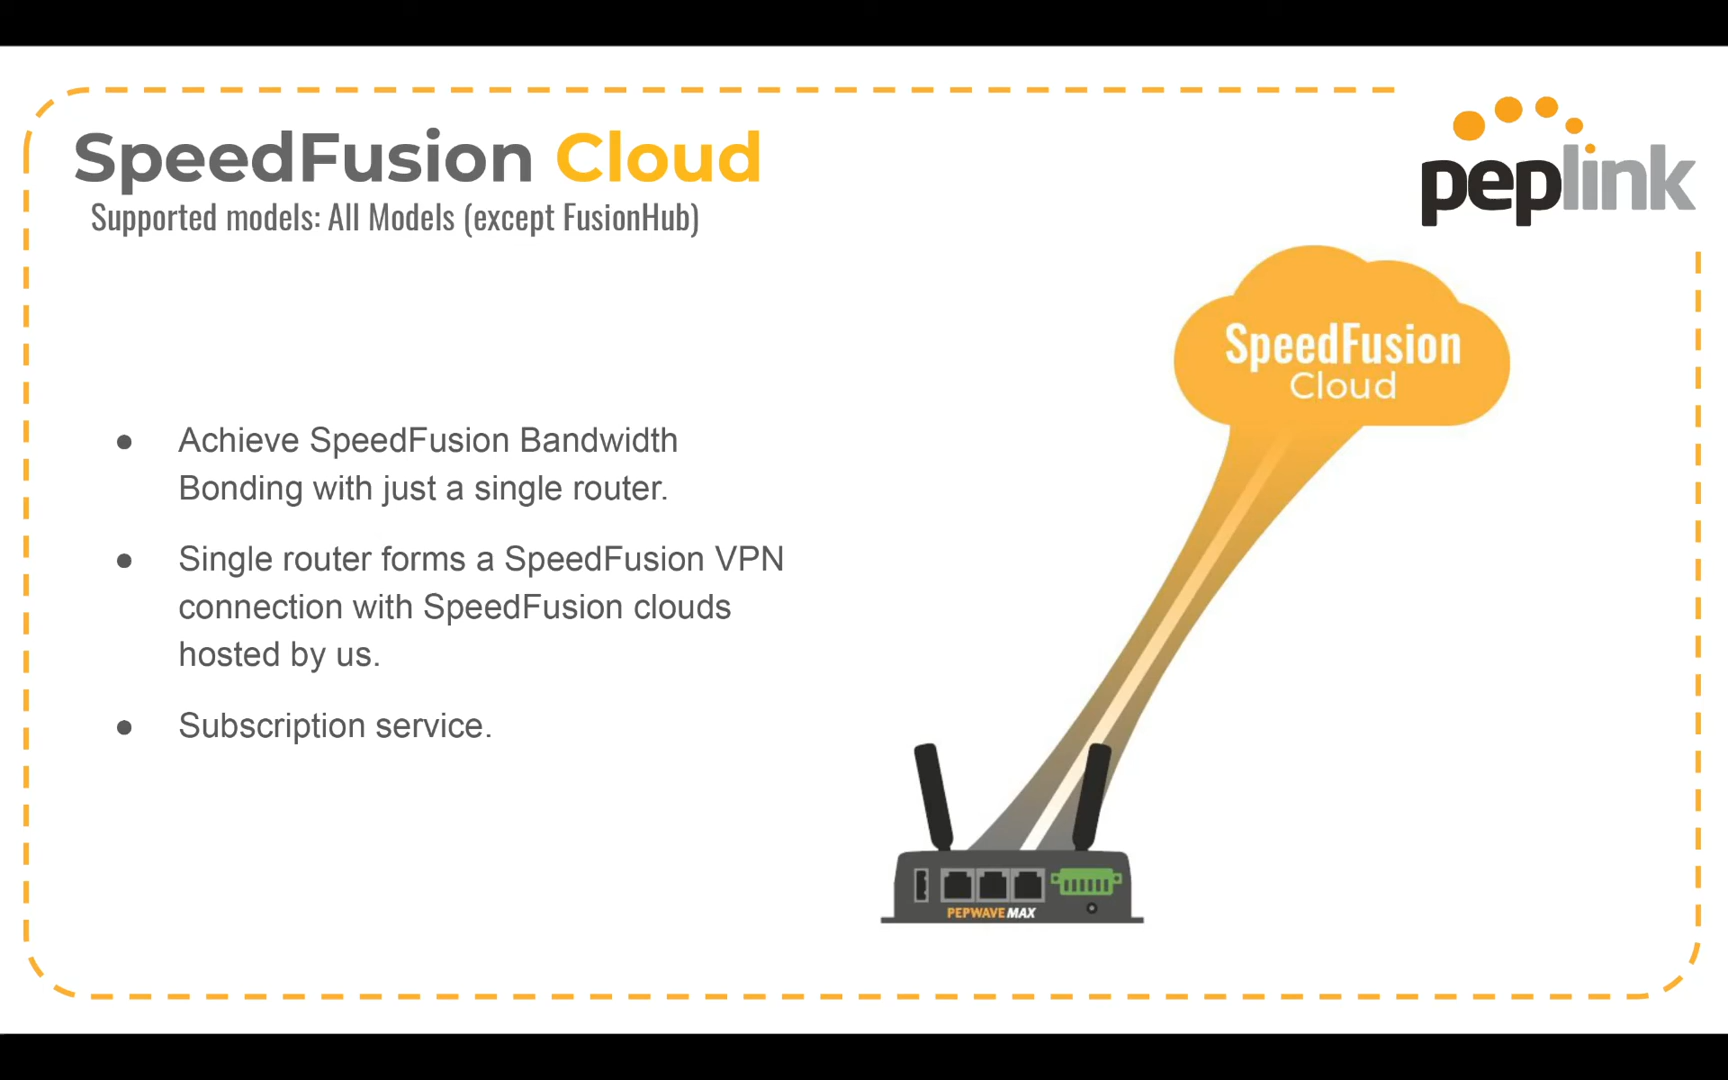 SpeedFusion Cloud
peplink
Supported models: All Models (except FusionHub)
SpeedFusion
Cloud
● Achieve SpeedFusion Bandwidth
Bonding with just a single router.
● Single router forms a SpeedFusion VPN
connection with SpeedFusion clouds
hosted by us.
● Subscription service.
PEPWAVE MAX